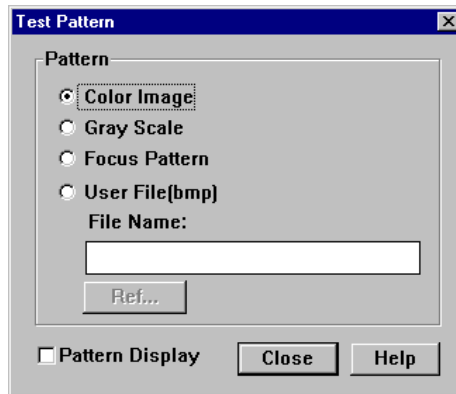 Test Pattern
Pattern
Color Image
Gray Scale
Focus Pattern
User File(bmp)
File Name:
Ref...
Pattern Display Close Help